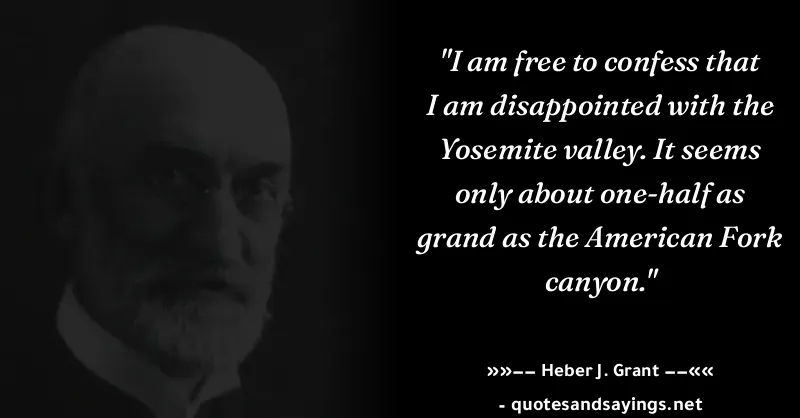 "I am free to confess that
I am disappointed with the
Yosemite valley. It seems
only about one-half as
grand as the American Fork
canyon."
»»−− Heber J. Grant −−««
- quotesandsayings.net